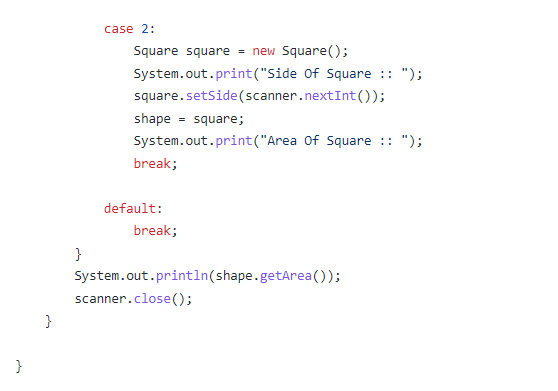 case 2:
Square square = new Square();
System.out.print("Side Of Square :: ");
square.setSide(scanner.nextInt());
shape = square;
System.out.print("Area Of Square :: ");
break;
default:
break;
}
System.out.println(shape.getArea());
scanner.close();
}
}